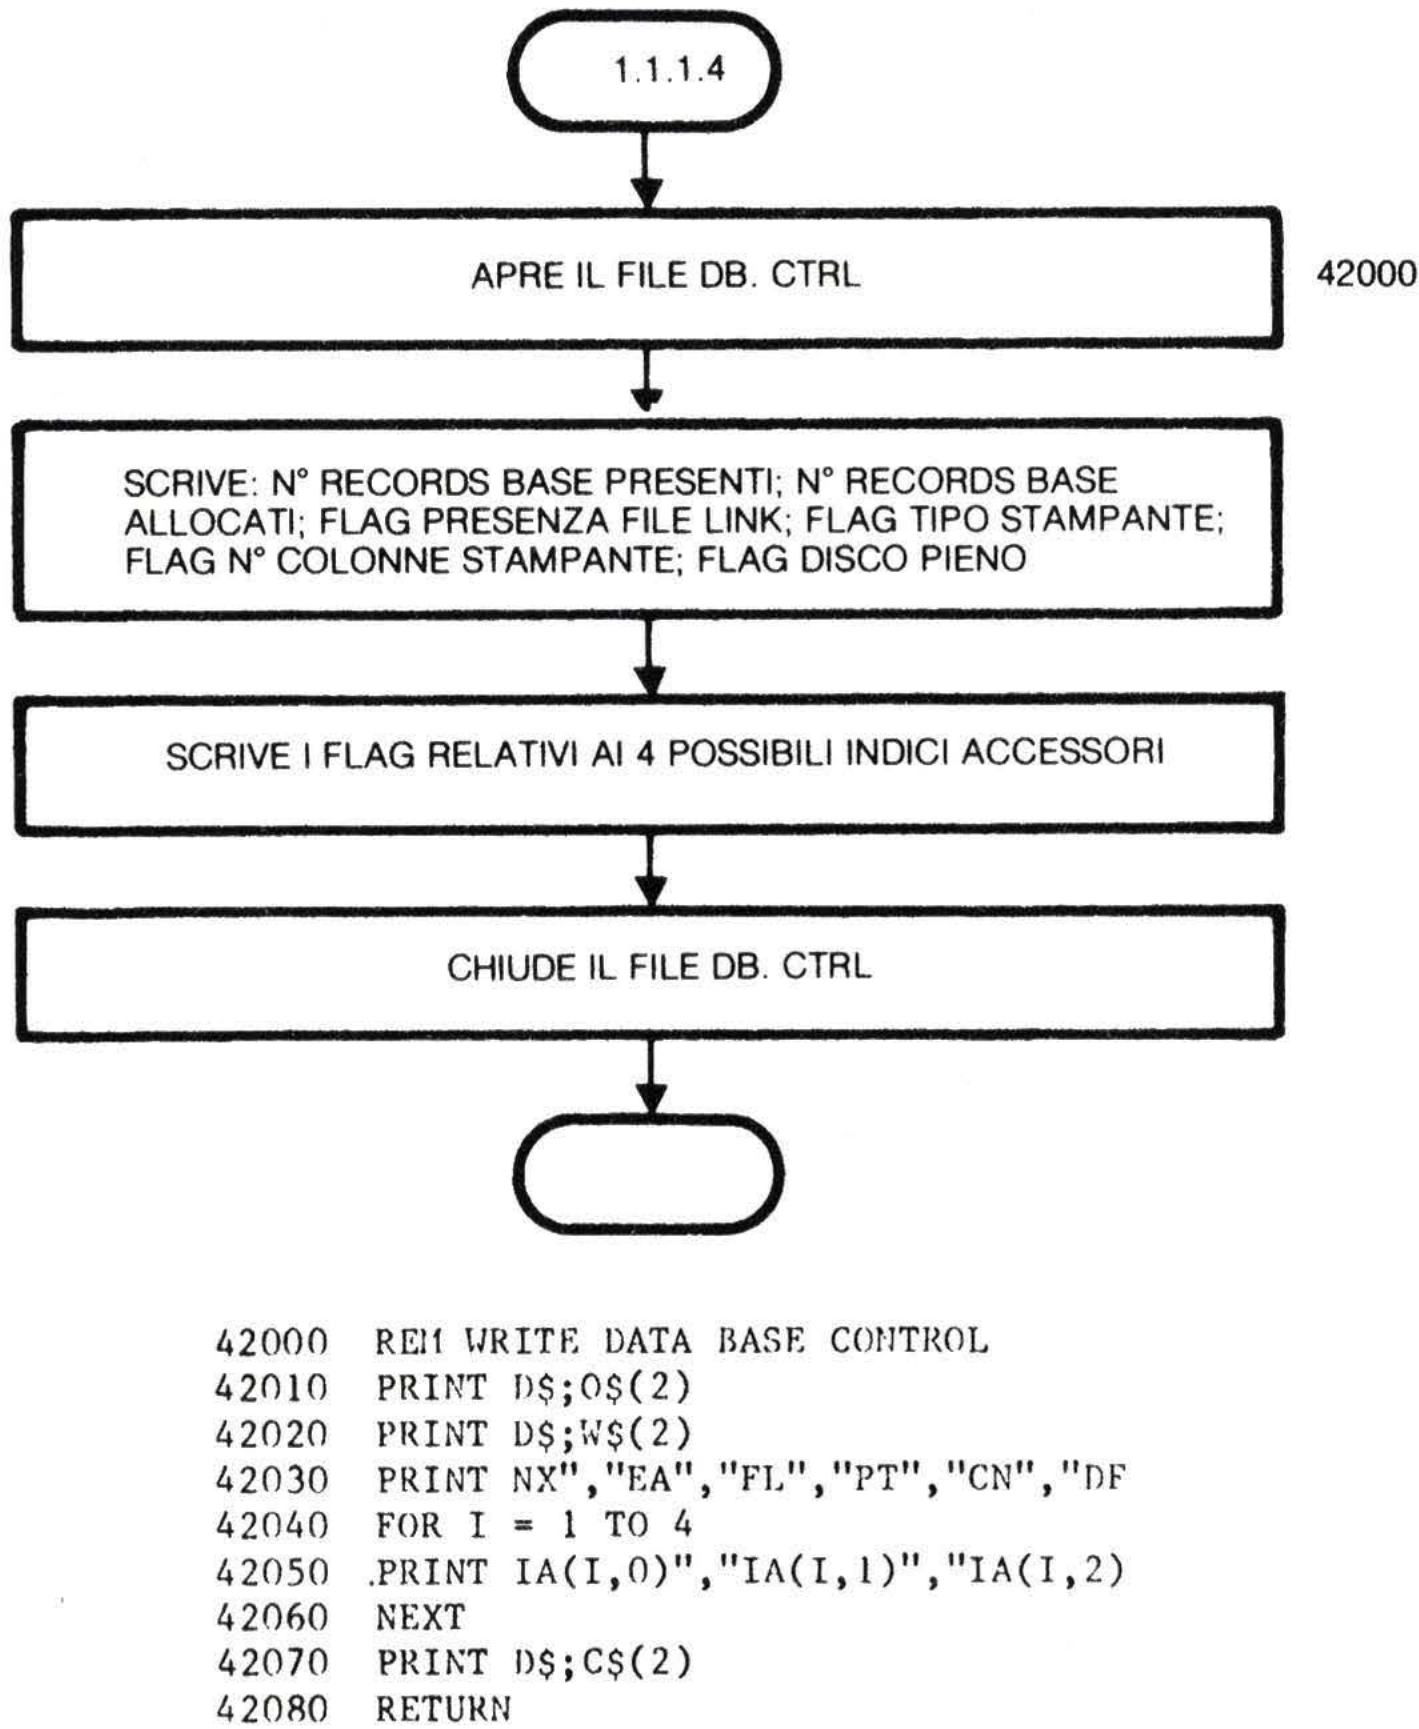 1.1.1.4
APRE IL FILE DB. CTRL
42000
SCRIVE: N° RECORDS BASE PRESENTI; N° RECORDS BASE
ALLOCATI; FLAG PRESENZA FILE LINK; FLAG TIPO STAMPANTE;
FLAG N° COLONNE STAMPANTE; FLAG DISCO PIENO
SCRIVE I FLAG RELATIVI AI 4 POSSIBILI INDICI ACCESSORI
CHIUDE IL FILE DB. CTRL
42000 REM WRITE DATA BASE CONTROL
42010 PRINT D$;O$(2)
42020 PRINT D$;W$(2)
42030 PRINT NX","EA","FL","PT","CN","DF
42040 FOR I = 1 TO 4
42050 .PRINT IA(I,0)","IA(I,1)","IA(I,2)
42060 NEXT
42070 PRINT D$;C$(2)
42080 RETURN